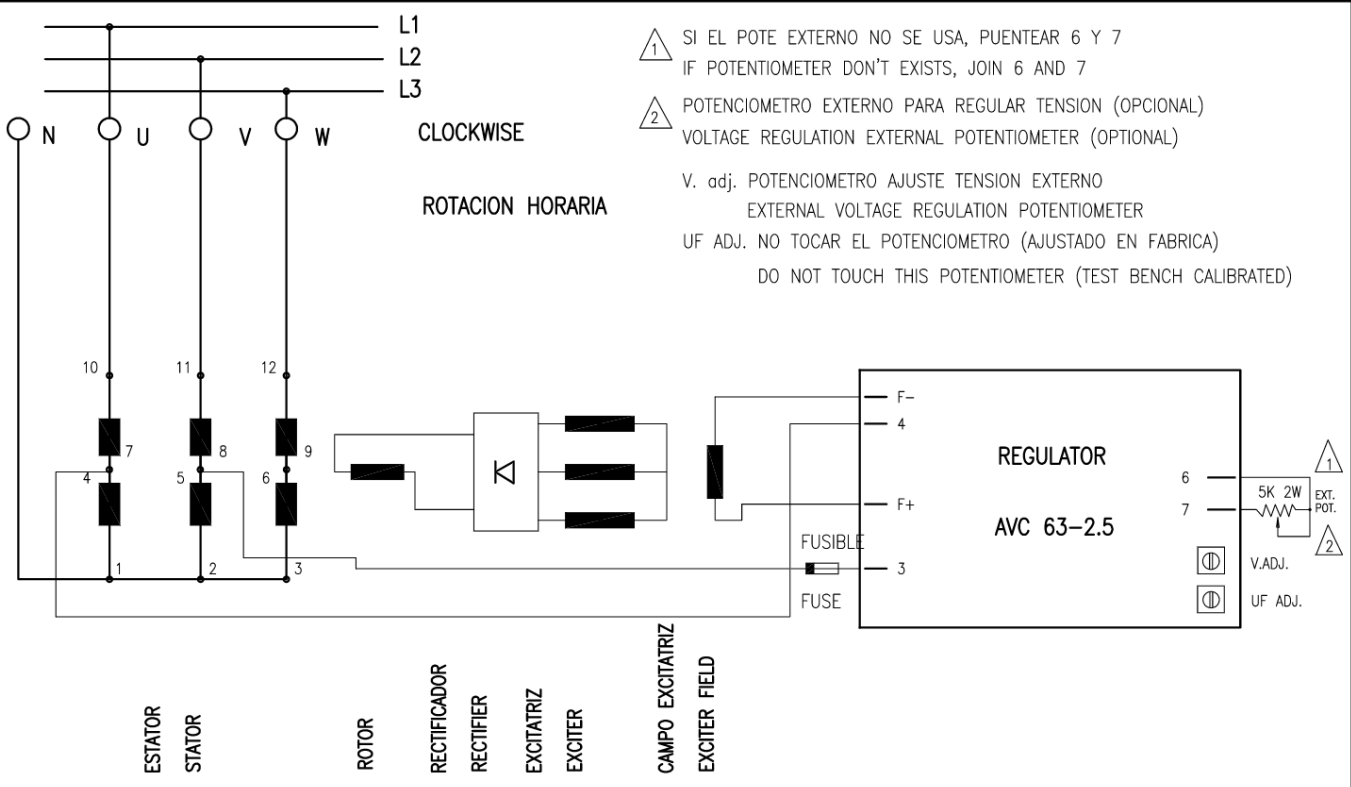 L1
L2
L3
N
U
V
W
CLOCKWISE
ROTACION HORARIA
1
SI EL POTE EXTERNO NO SE USA, PUENTEAR 6 Y 7
IF POTENTIOMETER DON'T EXISTS, JOIN 6 AND 7
2
POTENCIOMETRO EXTERNO PARA REGULAR TENSION (OPCIONAL)
VOLTAGE REGULATION EXTERNAL POTENTIOMETER (OPTIONAL)
V. adj. POTENCIOMETRO AJUSTE TENSION EXTERNO
EXTERNAL VOLTAGE REGULATION POTENTIOMETER
UF ADJ. NO TOCAR EL POTENCIOMETRO (AJUSTADO EN FABRICA)
DO NOT TOUCH THIS POTENTIOMETER (TEST BENCH CALIBRATED)
10
11
12
7
8
9
4
5
6
1
2
3
F-
4
F+
3
FUSIBLE
FUSE
REGULATOR
AVC 63-2.5
6
7
5K 2W
EXT.
POT.
1
2
V.ADJ.
UF ADJ.
ESTATOR
STATOR
ROTOR
RECTIFICADOR
RECTIFIER
EXCITATRIZ
EXCITER
CAMPO EXCITATRIZ
EXCITER FIELD